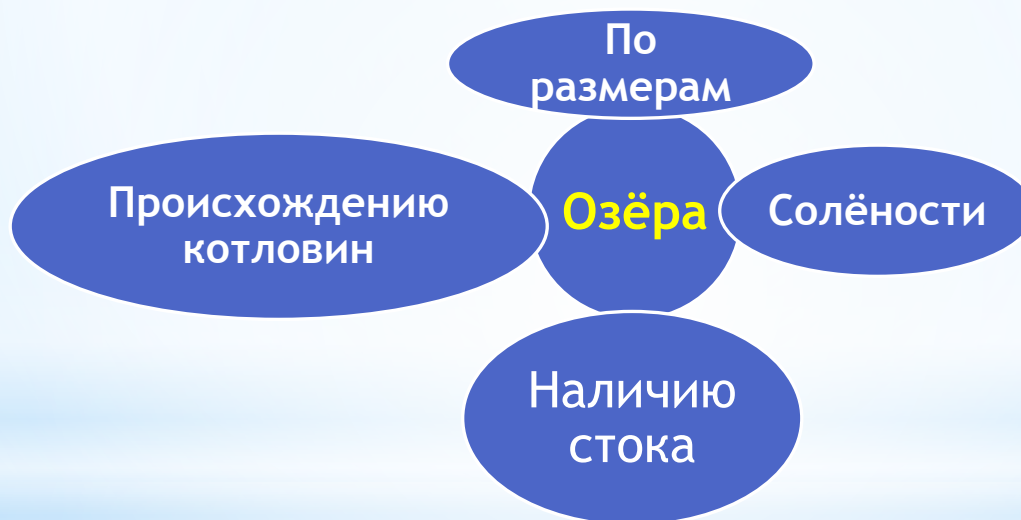 По
размерам
Происхождению
котловин
Озёра
Солёности
Наличию
стока